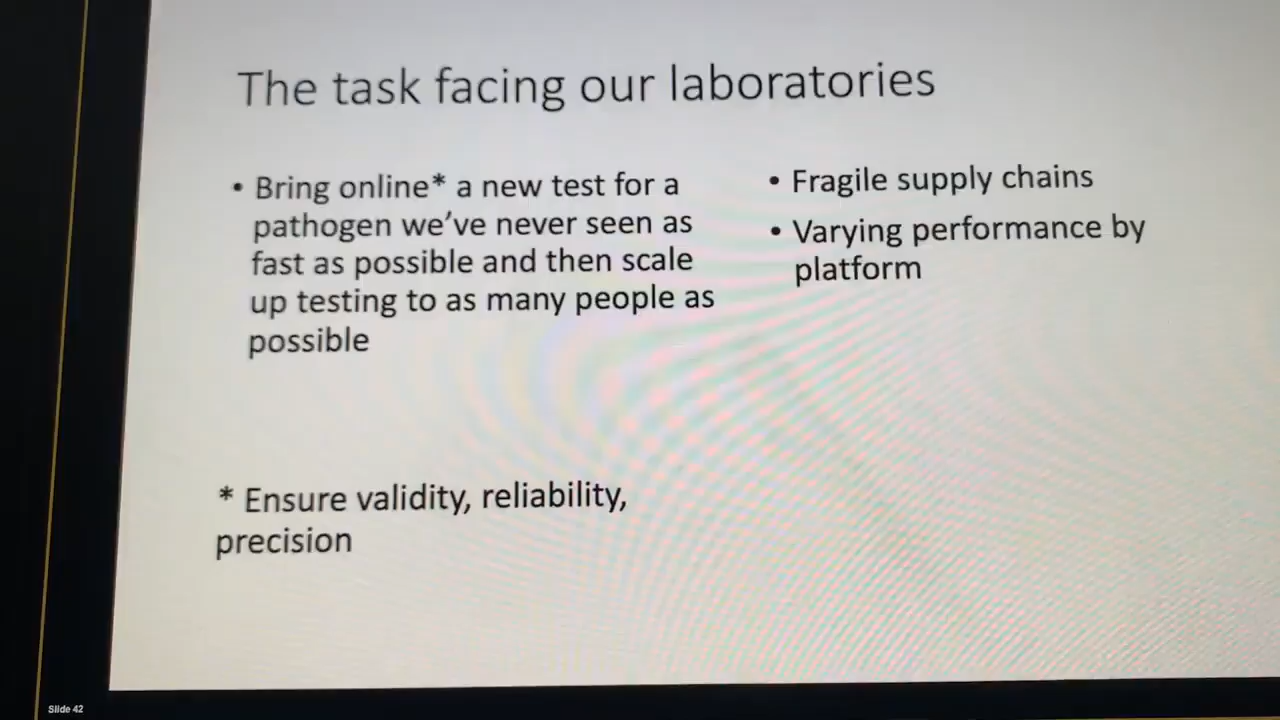 The task facing our laboratories
• Bring online* a new test for a
pathogen we’ve never seen as
fast as possible and then scale
up testing to as many people as
possible
• Fragile supply chains
• Varying performance by
platform
* Ensure validity, reliability,
precision
Slide 42